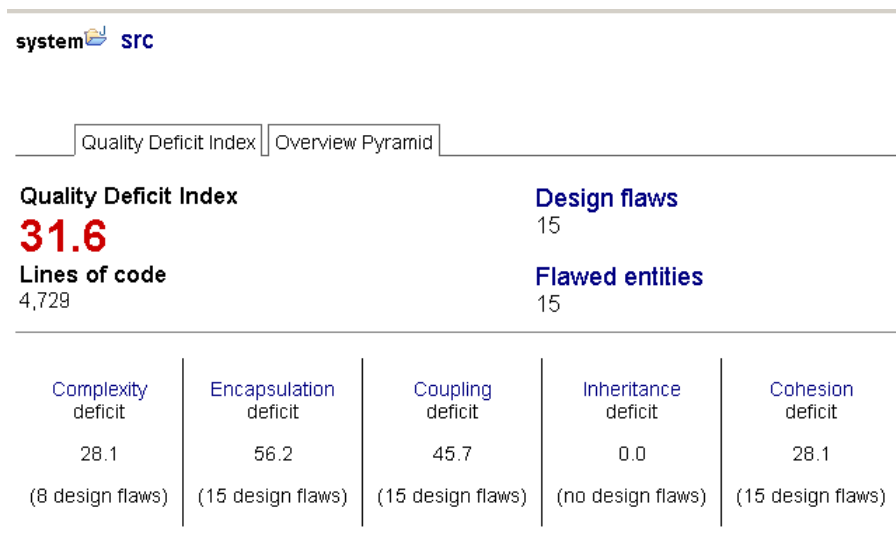 system src
Quality Deficit Index Overview Pyramid
Quality Deficit Index
31.6
Lines of code
4,729
Design flaws
15
Flawed entities
15
Complexity
deficit
28.1
(8 design flaws)
Encapsulation
deficit
56.2
(15 design flaws)
Coupling
deficit
45.7
(15 design flaws)
Inheritance
deficit
0.0
(no design flaws)
Cohesion
deficit
28.1
(15 design flaws)